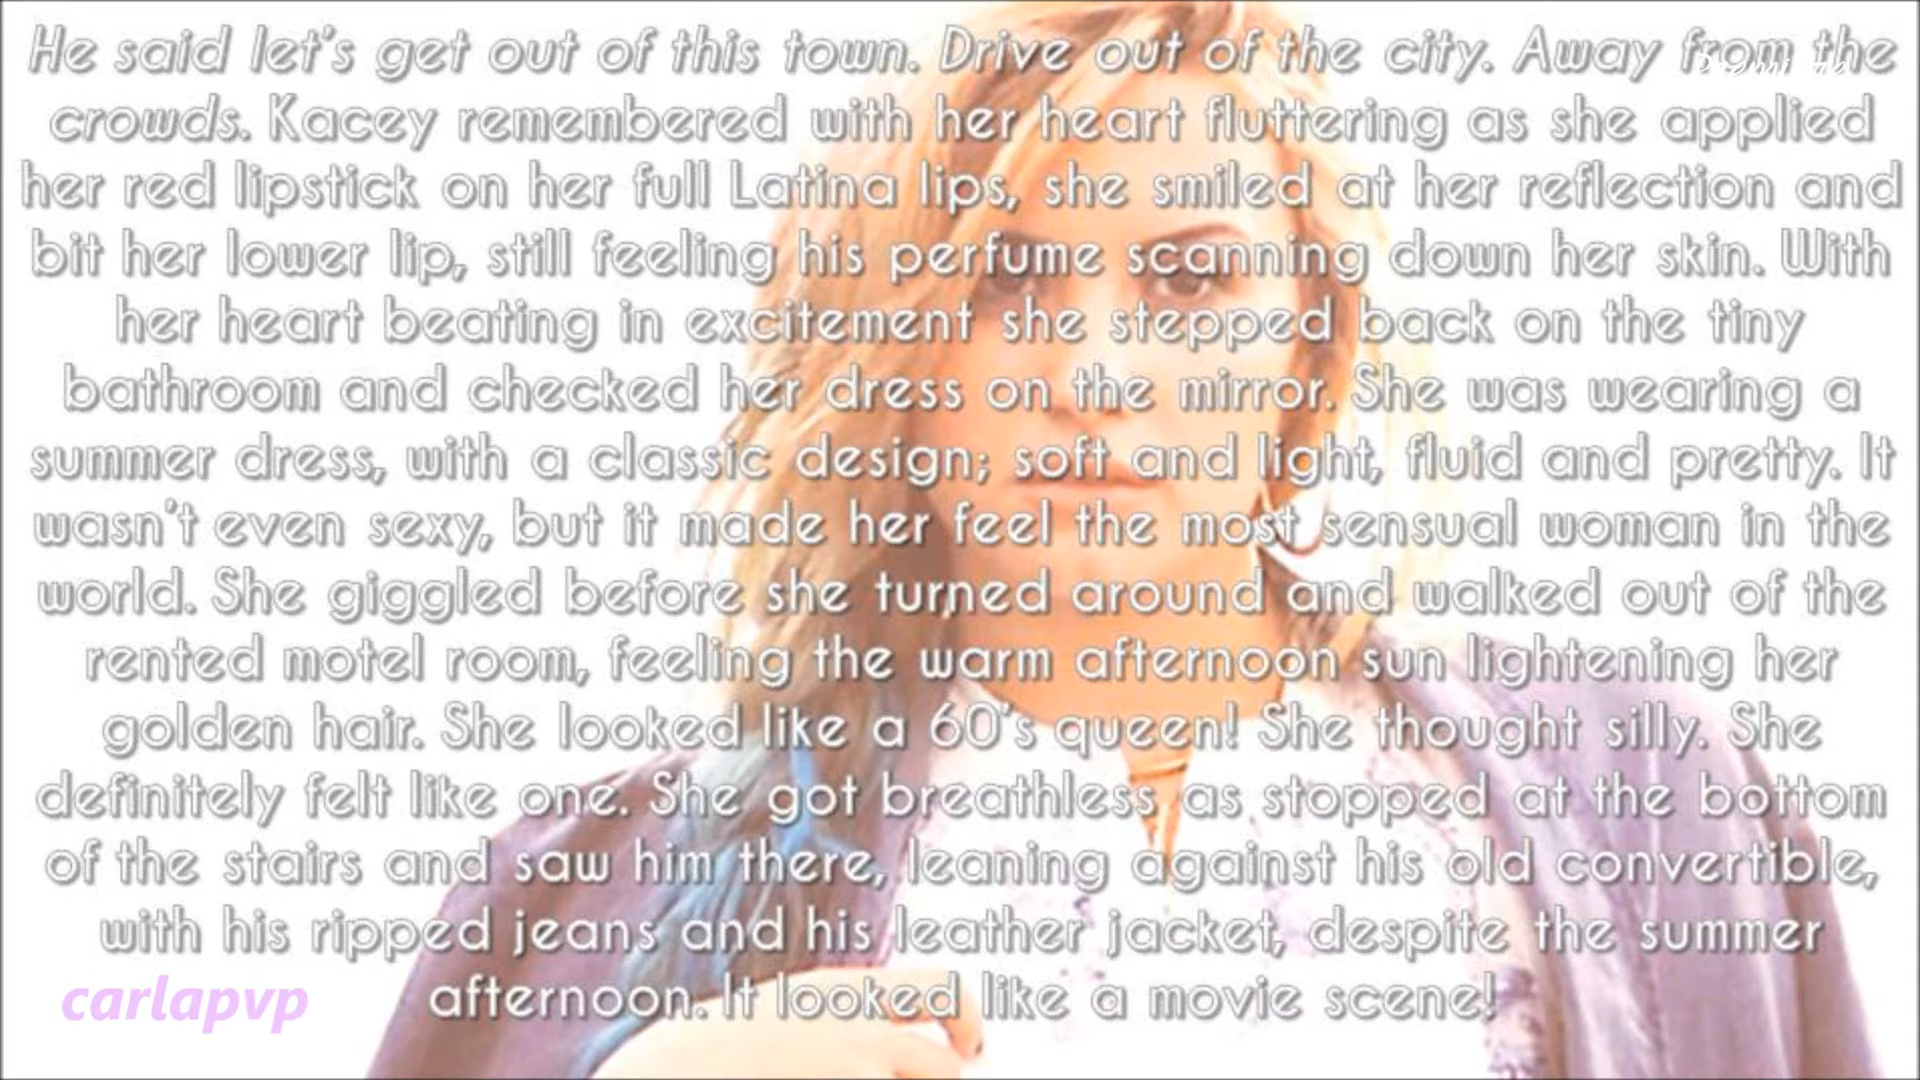 He said let's get out of this town. Drive out of the city. Away from the
crowds. Kacey remembered with her heart fluttering as she applied
her red lipstick on her full Latina lips, she smiled at her reflection and
bit her lower lip, still feeling his perfume scanning down her skin. With
her heart beating in excitement she stepped back on the tiny
bathroom and checked her dress on the mirror. She was wearing a
summer dress, with a classic design; soft and light, fluid and pretty. It
wasn't even sexy, but it made her feel the most sensual woman in the
world. She giggled before she turned around and walked out of the
rented motel room, feeling the warm afternoon sun lightening her
golden hair. She looked like a 60's queen! She thought silly. She
definitely felt like one. She got breathless as stopped at the bottom
of the stairs and saw him there, leaning against his old convertible,
with his ripped jeans and his leather jacket, despite the summer
afternoon. It looked like a movie scene!
carlapvp